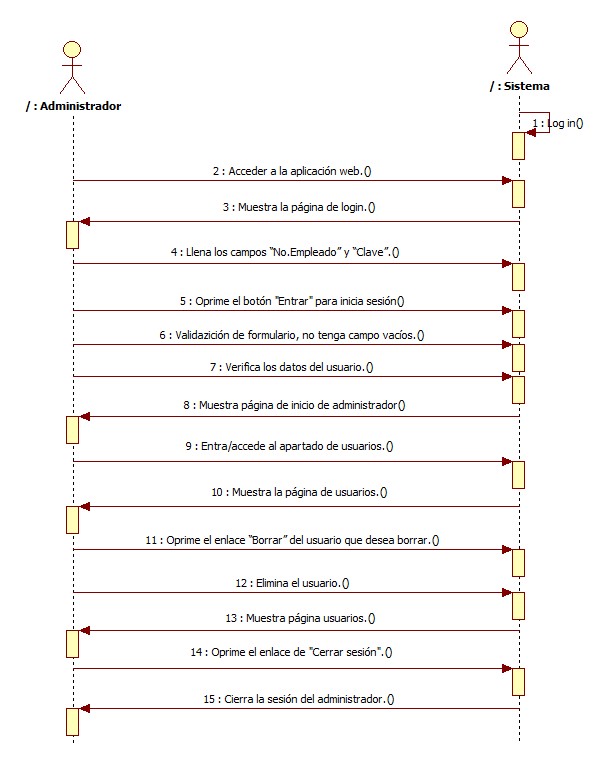 / : Sistema
/ : Administrador
1 : Log in()
2 : Acceder a la aplicación web.()
3 : Muestra la página de login.()
4 : Llena los campos “No.Empleado” y “Clave”.()
5 : Oprime el botón "Entrar" para inicia sesión()
6 : Validazición de formulario, no tenga campo vacíos.()
7 : Verifica los datos del usuario.()
8 : Muestra página de inicio de administrador()
9 : Entra/accede al apartado de usuarios.()
10 : Muestra la página de usuarios.()
11 : Oprime el enlace “Borrar” del usuario que desea borrar.()
12 : Elimina el usuario.()
13 : Muestra página usuarios.()
14 : Oprime el enlace de "Cerrar sesión".()
15 : Cierra la sesión del administrador.()